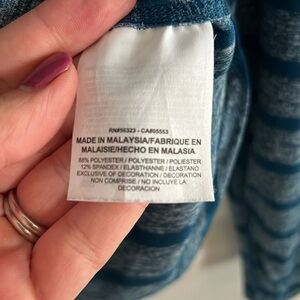 RN#56323 - CA#05553
MADE IN MALAYSIA/FABRIQUE EN
MALAISIE/HECHO EN MALASIA
88% POLYESTER / POLYESTER / POLIESTER
12% SPANDEX / ELASTHANNE / ELASTANO
EXCLUSIVE OF DECORATION / DECORATION
NON COMPRISE / NO INCLUYE LA
DECORACION